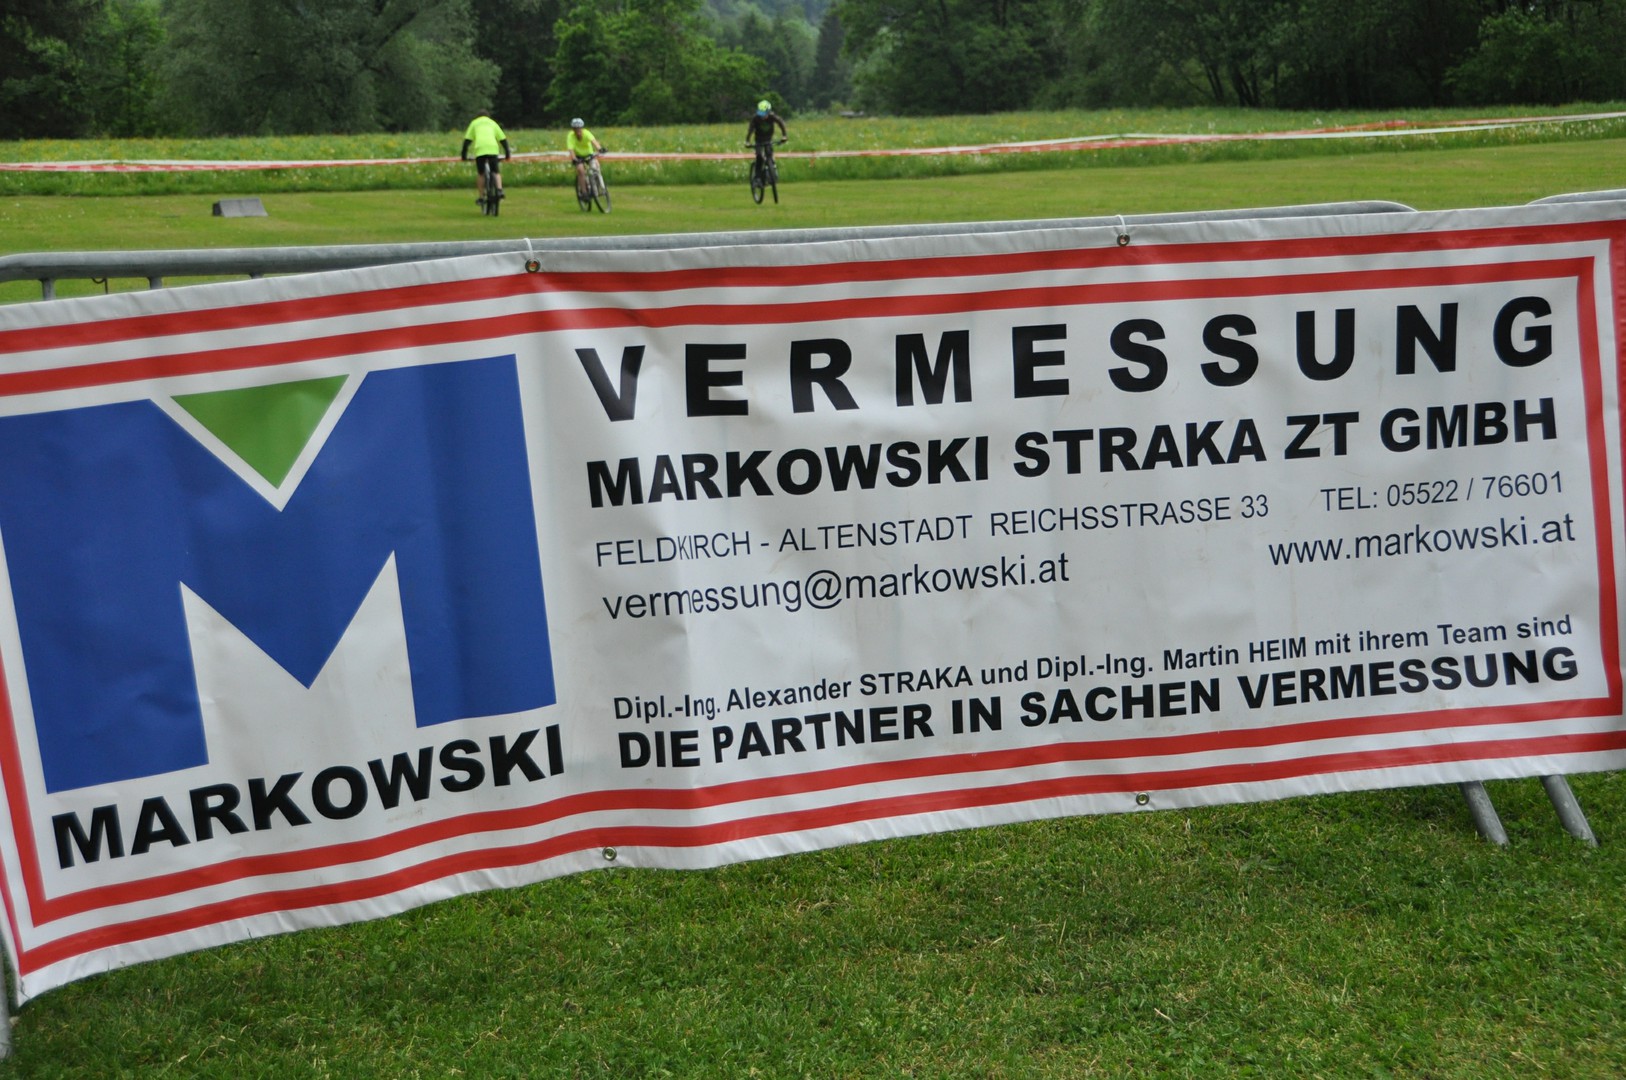 VERMESSUNG
MARKOWSKI STRAKA ZT GMBH
FELDKIRCH - ALTENSTADT REICHSSTRASSE 33 TEL: 05522 / 76601
vermessung@markowski.at www.markowski.at
Dipl.-Ing. Alexander STRAKA und Dipl.-Ing. Martin HEIM mit ihrem Team sind
DIE PARTNER IN SACHEN VERMESSUNG
MARKOWSKI